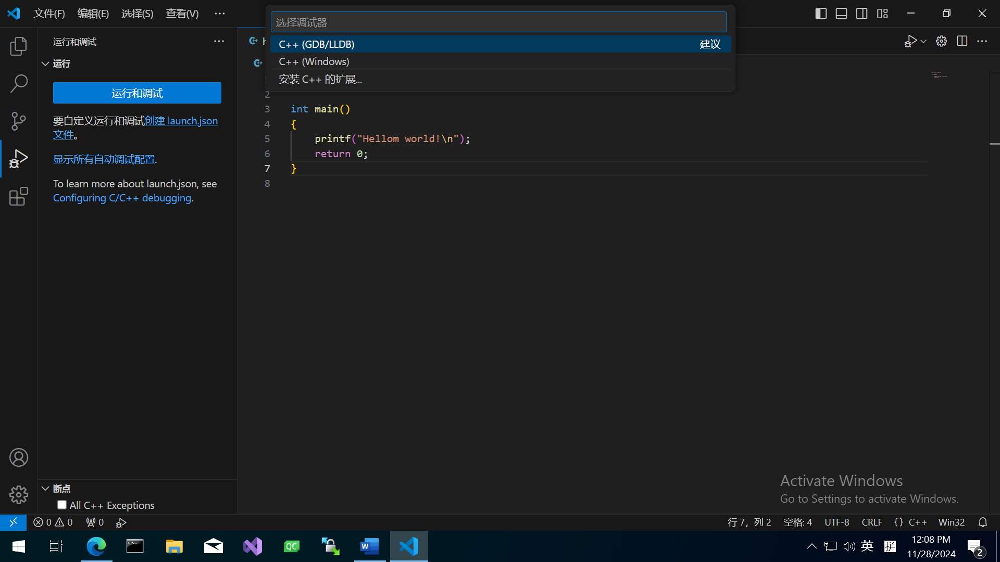 文件(F) 编辑(E) 选择(S) 查看(V) ···
选择调试器
C++ (GDB/LLDB) 建议
C++ (Windows)
安装 C++ 的扩展...
运行和调试 ···
运行
运行和调试
要自定义运行和调试创建 launch.json
文件。
显示所有自动调试配置.
To learn more about launch.json, see
Configuring C/C++ debugging.
2
3 int main()
4 {
5 printf("Hellom world!\n");
6 return 0;
7 }
8
断点
All C++ Exceptions
Activate Windows
Go to Settings to activate Windows.
0 0 0 行 7，列 2 空格: 4 UTF-8 CRLF {} C++ Win32
QC
W
英 拼
12:08 PM
11/28/2024
2